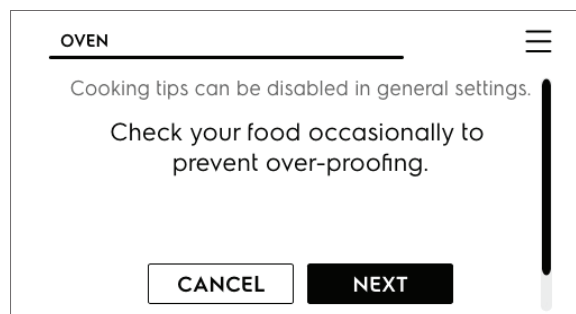 OVEN
Cooking tips can be disabled in general settings.
Check your food occasionally to
prevent over-proofing.
CANCEL
NEXT